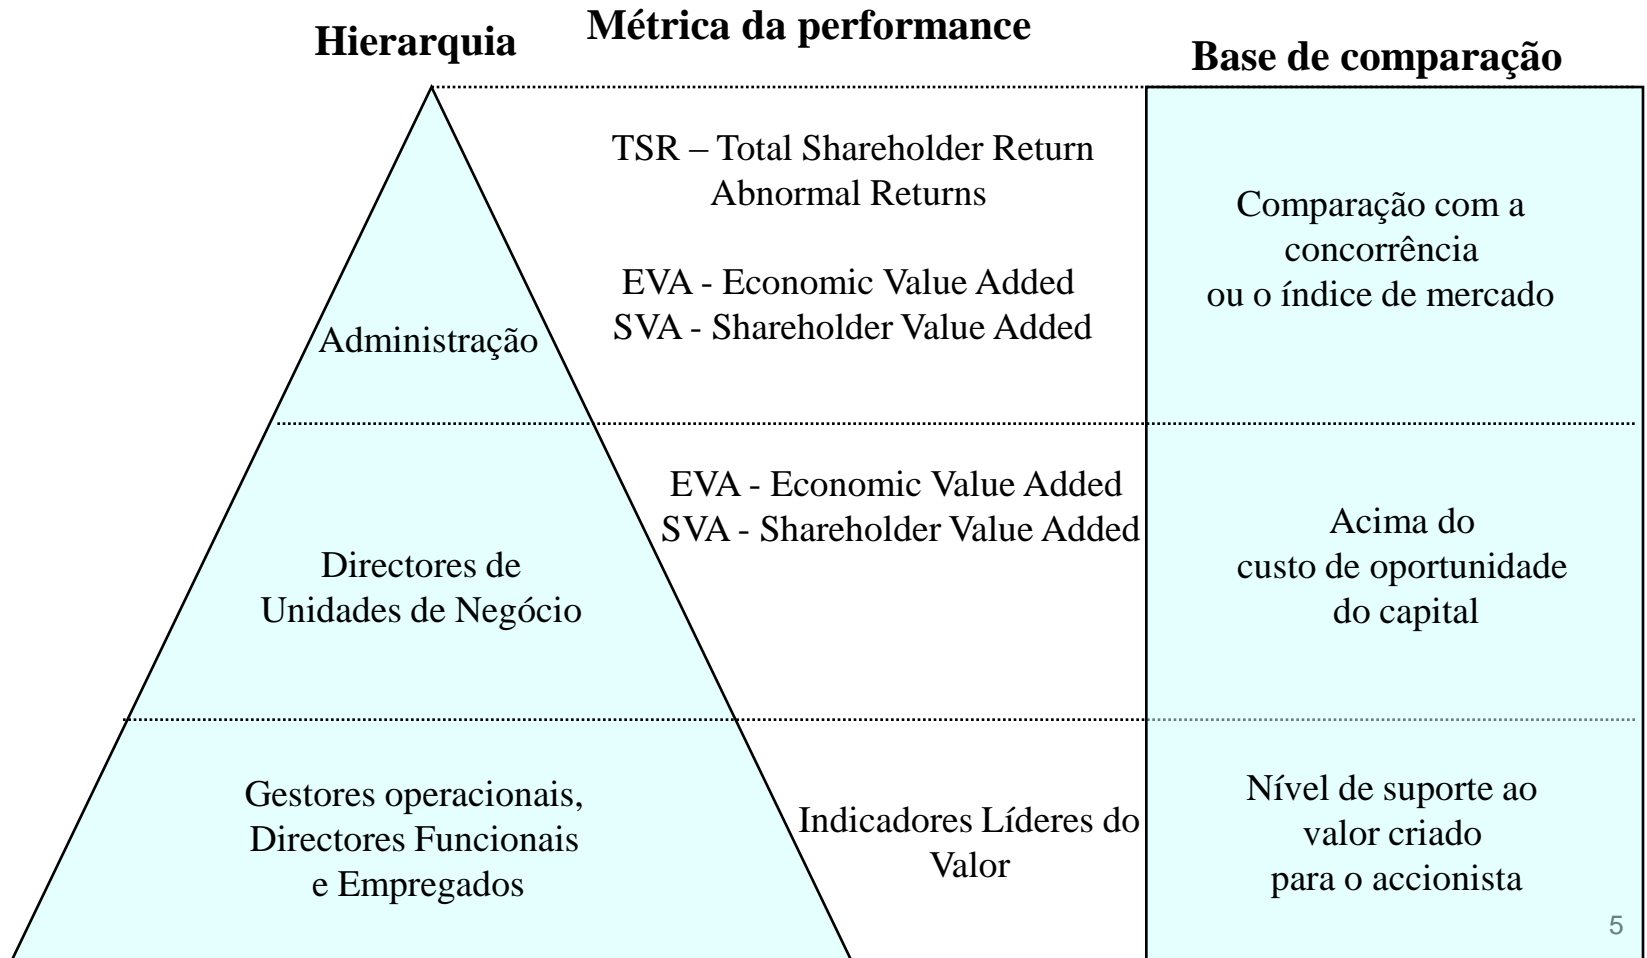 Hierarquia
Métrica da performance
Base de comparação
TSR – Total Shareholder Return
Abnormal Returns
EVA - Economic Value Added
SVA - Shareholder Value Added
Administração
Comparação com a
concorrência
ou o índice de mercado
EVA - Economic Value Added
SVA - Shareholder Value Added
Directores de
Unidades de Negócio
Acima do
custo de oportunidade
do capital
Gestores operacionais,
Directores Funcionais
e Empregados
Indicadores Líderes do
Valor
Nível de suporte ao
valor criado
para o accionista
5